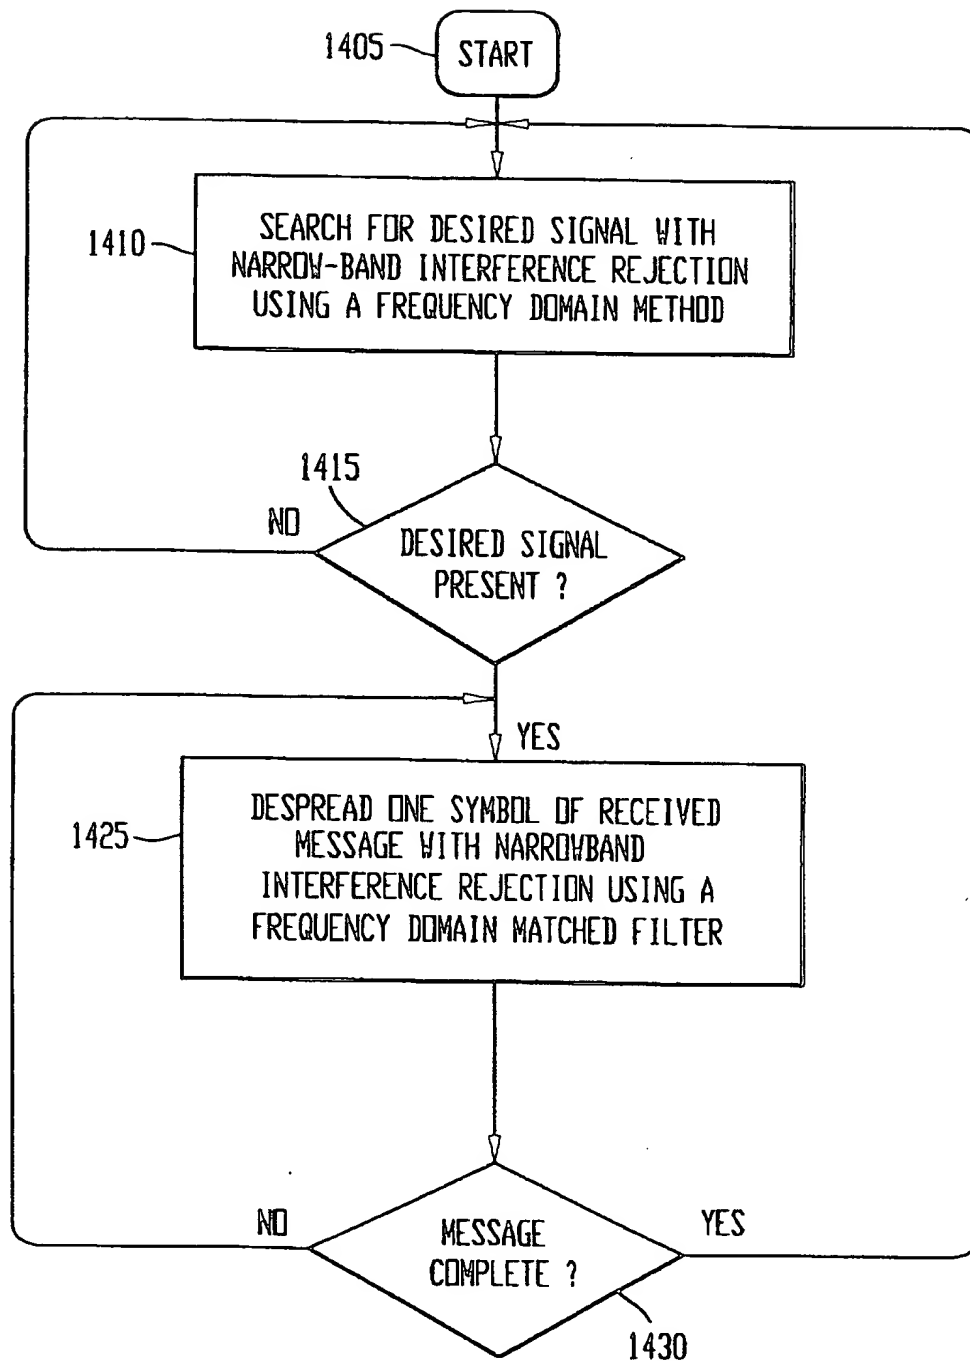 1405
START
1410
SEARCH FOR DESIRED SIGNAL WITH
NARROW-BAND INTERFERENCE REJECTION
USING A FREQUENCY DOMAIN METHOD
1415
NO
DESIRED SIGNAL
PRESENT ?
YES
1425
DESPREAD ONE SYMBOL OF RECEIVED
MESSAGE WITH NARROWBAND
INTERFERENCE REJECTION USING A
FREQUENCY DOMAIN MATCHED FILTER
NO
YES
MESSAGE
COMPLETE ?
1430